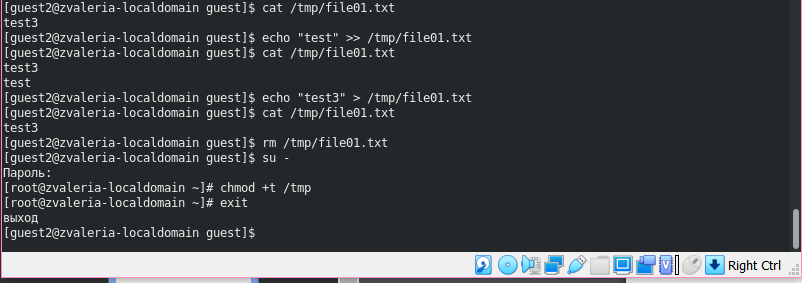 [guest2@zvaleria-localdomain guest]$ cat /tmp/file01.txt
test3
[guest2@zvaleria-localdomain guest]$ echo "test" >> /tmp/file01.txt
[guest2@zvaleria-localdomain guest]$ cat /tmp/file01.txt
test3
test
[guest2@zvaleria-localdomain guest]$ echo "test3" > /tmp/file01.txt
[guest2@zvaleria-localdomain guest]$ cat /tmp/file01.txt
test3
[guest2@zvaleria-localdomain guest]$ rm /tmp/file01.txt
[guest2@zvaleria-localdomain guest]$ su -
Пароль:
[root@zvaleria-localdomain ~]# chmod +t /tmp
[root@zvaleria-localdomain ~]# exit
выход
[guest2@zvaleria-localdomain guest]$
Right Ctrl